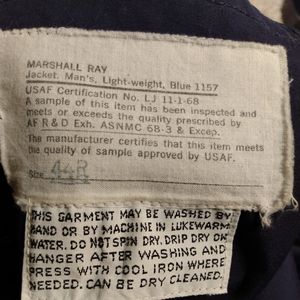 MARSHALL RAY
Jacket, Man's, Light-weight, Blue 1157
USAF Certification No. LJ 11-1-68
A sample of this item has been inspected and
meets or exceeds the quality prescribed by
AF R & D Exh. ASNMC 68-3 & Excep.
The manufacturer certifies that this item meets
the quality of sample approved by USAF.
Size 44R
THIS GARMENT MAY BE WASHED BY
HAND OR BY MACHINE IN LUKEWARM
WATER. DO NOT SPIN DRY. DRIP DRY ON
HANGER AFTER WASHING AND
PRESS WITH COOL IRON WHERE
NEEDED. CAN BE DRY CLEANED.